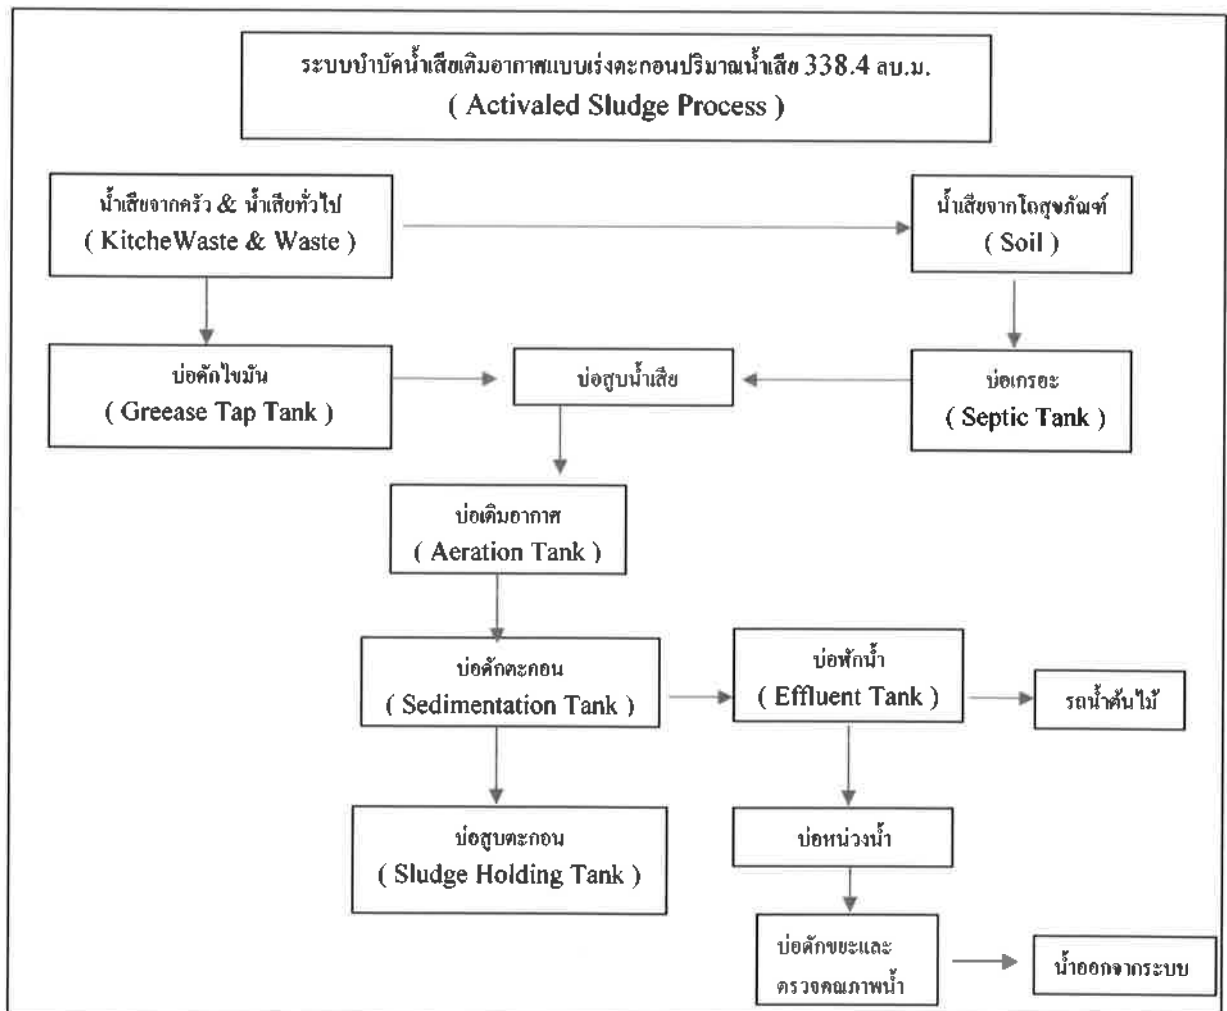 ระบบบำบัดน้ำเสียเติมอากาศแบบเร่งตะกอนปริมาณน้ำเสีย 338.4 ลบ.ม.
( Activaled Sludge Process )
น้ำเสียจากครัว & น้ำเสียทั่วไป
( KitcheWaste & Waste )
น้ำเสียจากโถสุขภัณฑ์
( Soil )
บ่อดักไขมัน
( Greease Tap Tank )
บ่อสูบน้ำเสีย
บ่อเกรอะ
( Septic Tank )
บ่อเติมอากาศ
( Aeration Tank )
บ่อดักตะกอน
( Sedimentation Tank )
บ่อพักน้ำ
( Effluent Tank )
รถน้ำต้นไม้
บ่อสูบตะกอน
( Sludge Holding Tank )
บ่อหน่วงน้ำ
บ่อดักขยะและ
ตรวจคุณภาพน้ำ
น้ำออกจากระบบ